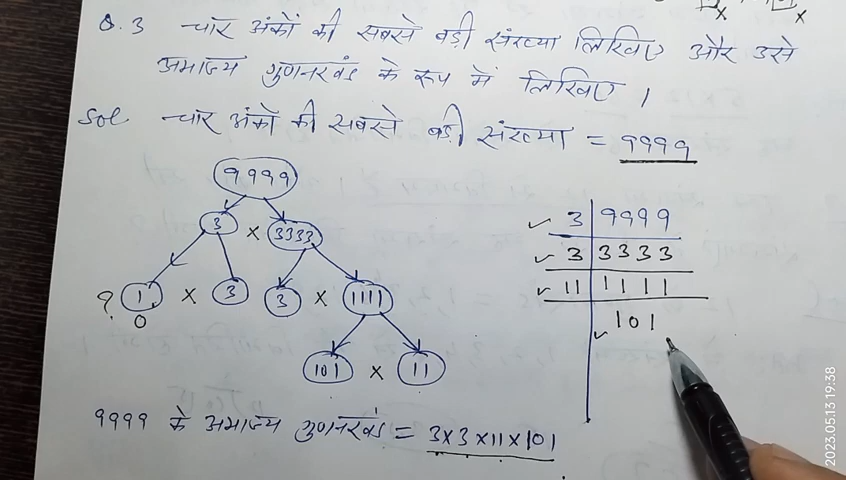 Q.3 चार अंकों की सबसे बड़ी संख्या लिखिए और उसे
अभाज्य गुणनखंड के रूप में लिखिए ।
Sol चार अंकों की सबसे बड़ी संख्या = 9999
9999
3 × 3333
? 1 × 3 3 × 1111
0
101 × 11
3 | 9999
3 | 3333
11 | 1111
101
9999 के अभाज्य गुणनखंड = 3×3×11×101
2023.05.13 19:38